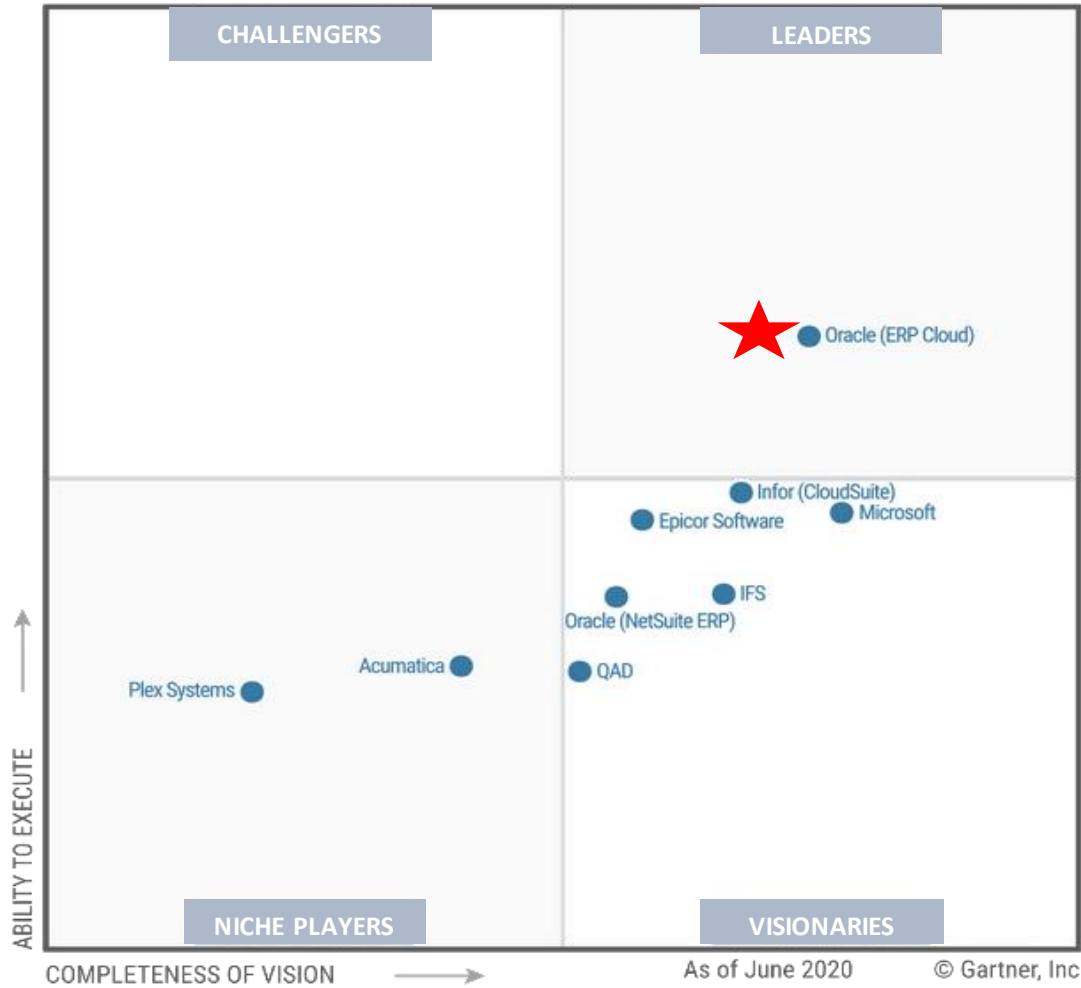 CHALLENGERS
LEADERS
Oracle (ERP Cloud)
Infor (CloudSuite)
Microsoft
Epicor Software
IFS
Oracle (NetSuite ERP)
Acumatica
QAD
Plex Systems
ABILITY TO EXECUTE
NICHE PLAYERS
VISIONARIES
COMPLETENESS OF VISION
As of June 2020
© Gartner, Inc